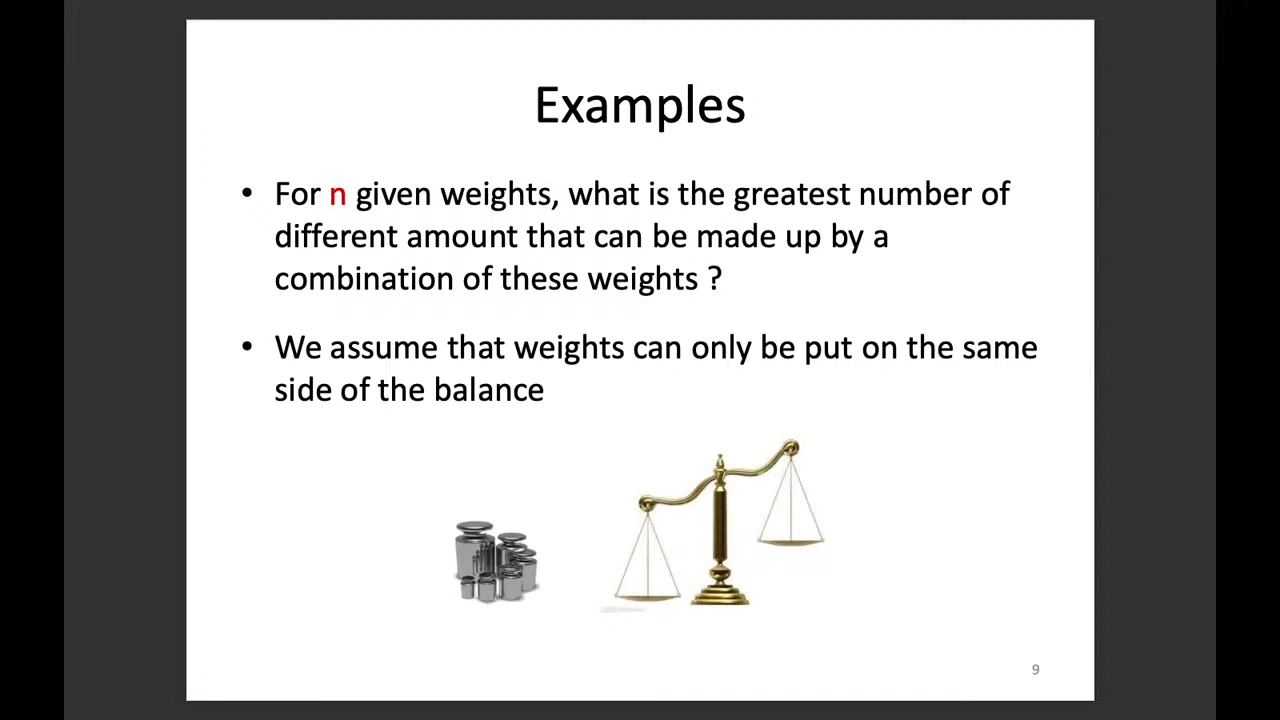 Examples
• For n given weights, what is the greatest number of
different amount that can be made up by a
combination of these weights ?
• We assume that weights can only be put on the same
side of the balance
9